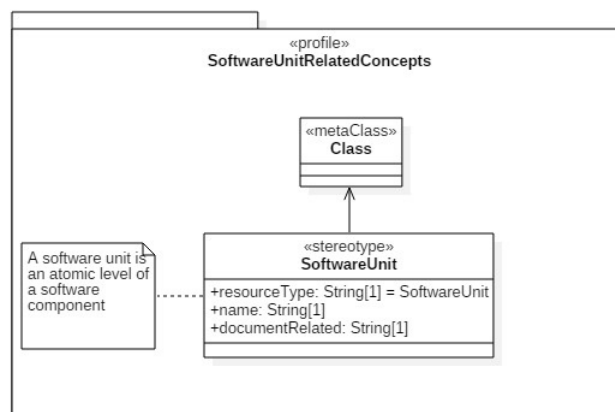 «profile»
SoftwareUnitRelatedConcepts
«metaClass»
Class
A software unit is
an atomic level of
a software
component
«stereotype»
SoftwareUnit
+resourceType: String[1] = SoftwareUnit
+name: String[1]
+documentRelated: String[1]